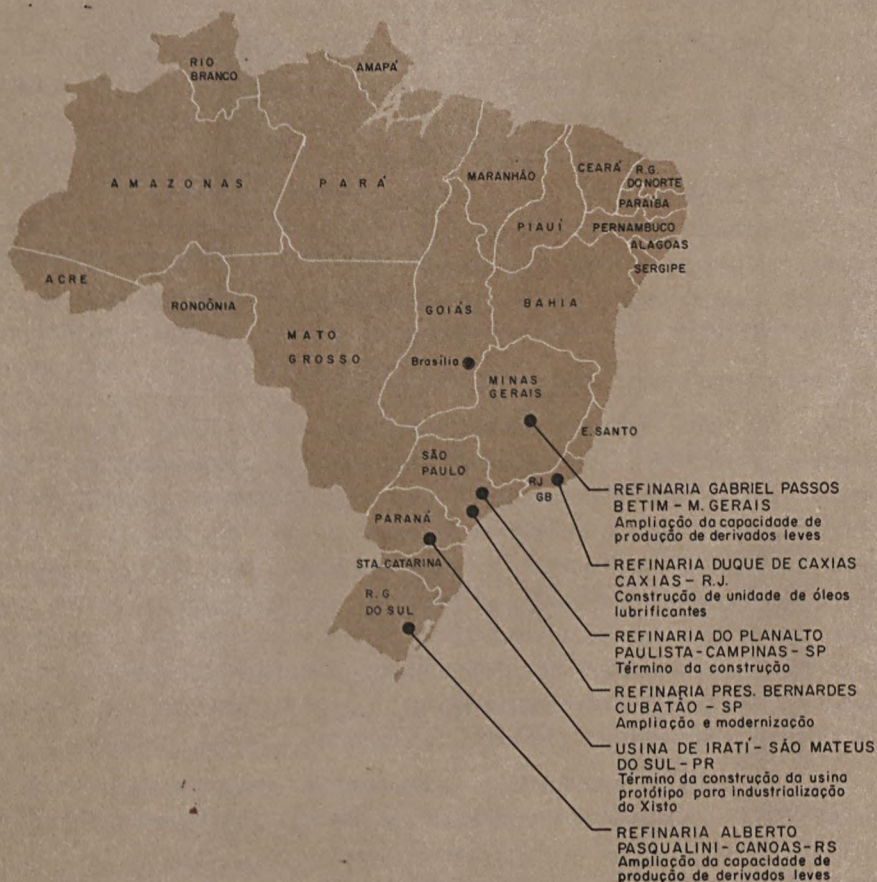 RIO
BRANCO
AMAPÁ
AMAZONAS
PARÁ
MARANHÃO
CEARÁ
R.G.
DO NORTE
PARAÍBA
PIAUÍ
PERNAMBUCO
ALAGOAS
SERGIPE
ACRE
RONDÔNIA
GOIÁS
BAHIA
MATO
GROSSO
Brasília
MINAS
GERAIS
E. SANTO
SÃO
PAULO
RJ
GB
PARANÁ
STA. CATARINA
R. G
DO SUL
REFINARIA GABRIEL PASSOS
BETIM - M. GERAIS
Ampliação da capacidade de
produção de derivados leves
REFINARIA DUQUE DE CAXIAS
CAXIAS - R.J.
Construção de unidade de óleos
lubrificantes
REFINARIA DO PLANALTO
PAULISTA - CAMPINAS - SP
Término da construção
REFINARIA PRES. BERNARDES
CUBATÃO - SP
Ampliação e modernização
USINA DE IRATÍ - SÃO MATEUS
DO SUL - PR
Término da construção da usina
protótipo para industrialização
do Xisto
REFINARIA ALBERTO
PASQUALINI - CANOAS - RS
Ampliação da capacidade de
produção de derivados leves